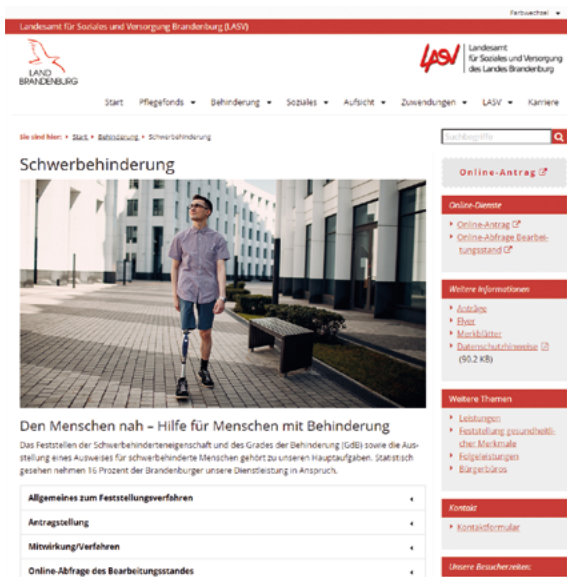 Farbwechsel
Landesamt für Soziales und Versorgung Brandenburg (LASV)
LAND
BRANDENBURG
LASV
Landesamt
für Soziales und Versorgung
des Landes Brandenburg
Start Pflegefonds Behinderung Soziales Aufsicht Zuwendungen LASV Karriere
Sie sind hier: Start Behinderung Schwerbehinderung
Suchbegriffe
Schwerbehinderung
Den Menschen nah – Hilfe für Menschen mit Behinderung
Das Feststellen der Schwerbehinderteneigenschaft und des Grades der Behinderung (GdB) sowie die Aus-
stellung eines Ausweises für schwerbehinderte Menschen gehört zu unseren Hauptaufgaben. Statistisch
gesehen nehmen 16 Prozent der Brandenburger unsere Dienstleistung in Anspruch.
Allgemeines zum Feststellungsverfahren
Antragstellung
Mitwirkung/Verfahren
Online-Abfrage des Bearbeitungsstandes
Online-Antrag
Online-Dienste
Online-Antrag
Online-Abfrage Bearbei-
tungsstand
Weitere Informationen
Anträge
Flyer
Merkblätter
Datenschutzhinweise
(90.2 KB)
Weitere Themen
Leistungen
Feststellung gesundheitli-
cher Merkmale
Folgeleistungen
Bürgerbüros
Kontakt
Kontaktformular
Unsere Besucherzeiten: